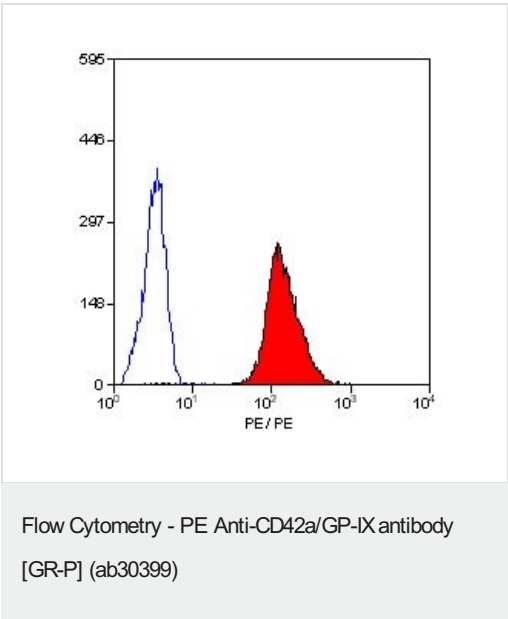 595
446
297
148
0
10⁰ 10¹ 10² 10³ 10⁴
PE / PE
Flow Cytometry - PE Anti-CD42a/GP-IX antibody
[GR-P] (ab30399)